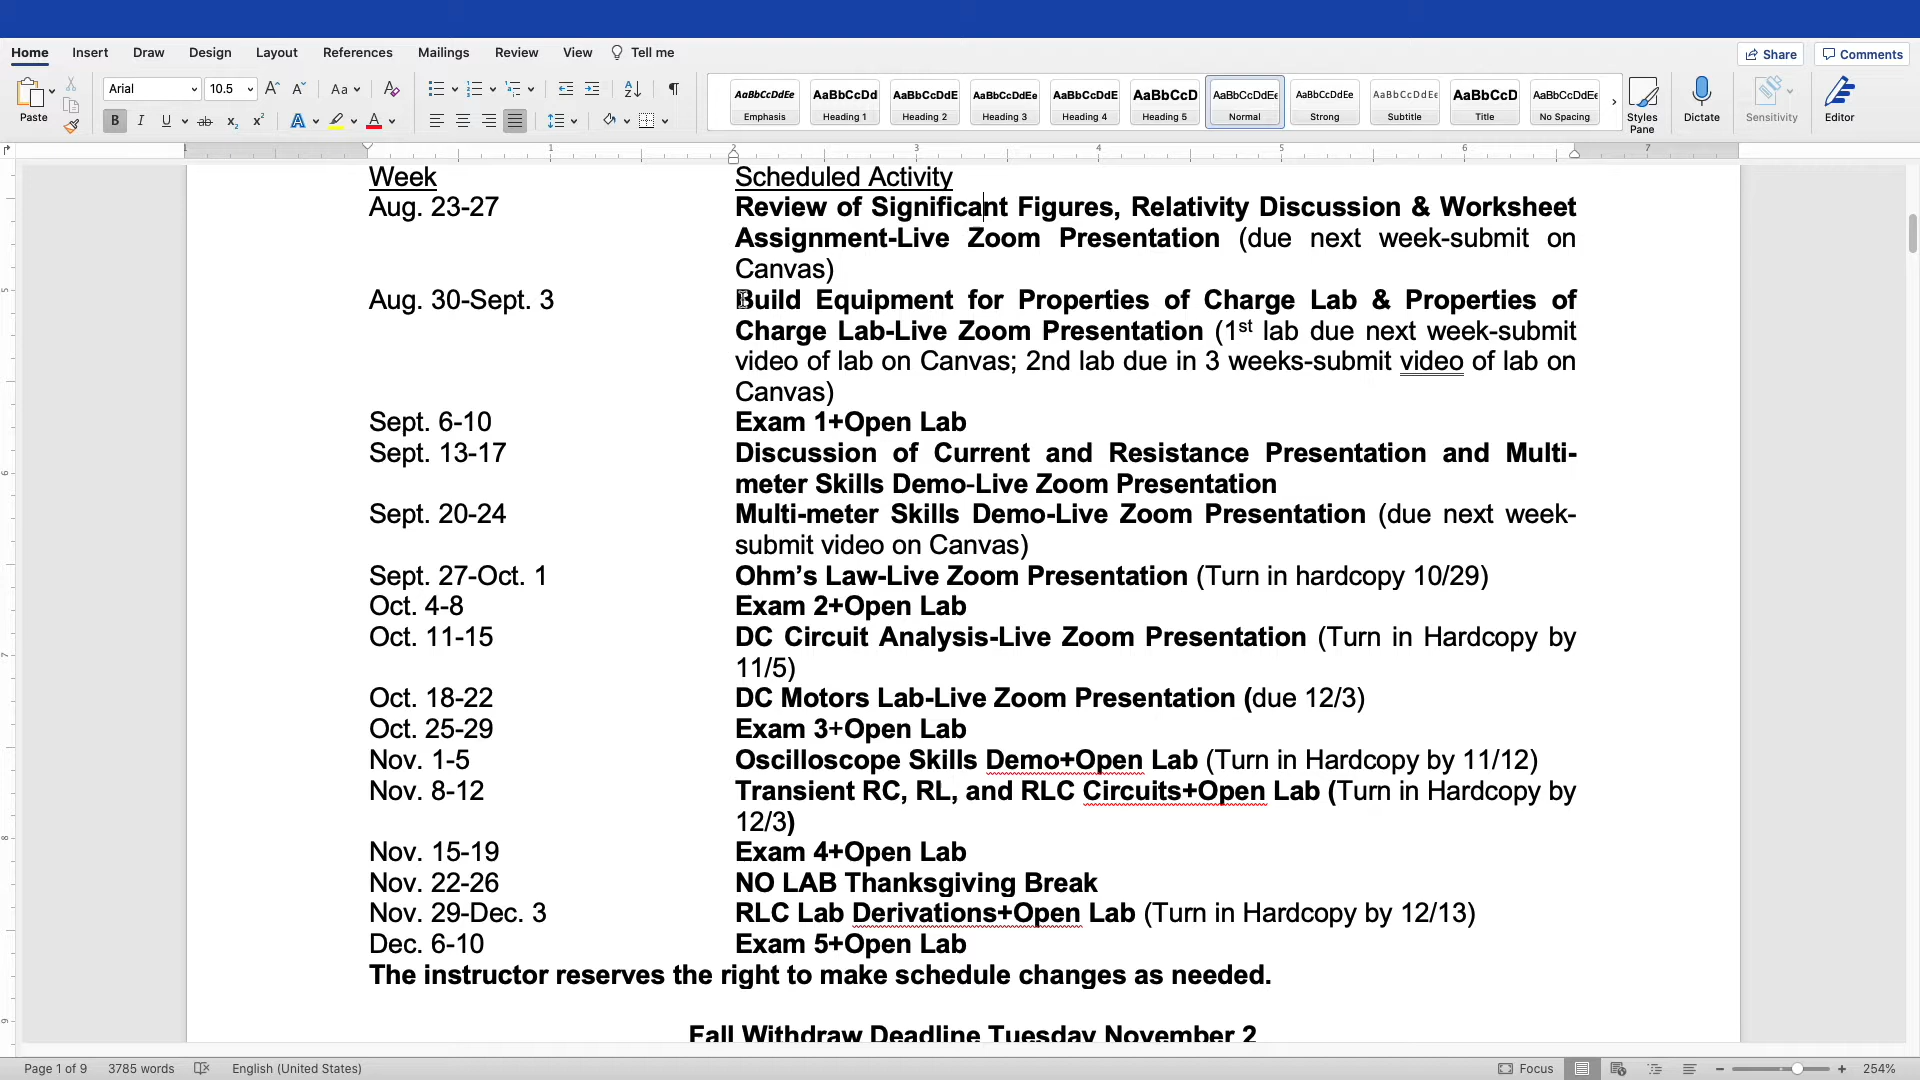 Home Insert Draw Design Layout References Mailings Review View Tell me Share Comments
Paste Arial 10.5 A^ Aˇ Aa A
B I U ab x₂ x² A A
AaBbCcDdEe AaBbCcDd AaBbCcDdE AaBbCcDdEe AaBbCcDdE AaBbCcD AaBbCcDdEe AaBbCcDdEe AaBbCcDdEe AaBbCcD AaBbCcDdEe
Emphasis Heading 1 Heading 2 Heading 3 Heading 4 Heading 5 Normal Strong Subtitle Title No Spacing
Styles Pane Dictate Sensitivity Editor
1 1 2 3 4 5 6 7
Week Scheduled Activity
Aug. 23-27 Review of Significant Figures, Relativity Discussion & Worksheet
Assignment-Live Zoom Presentation (due next week-submit on
Canvas)
Aug. 30-Sept. 3 Build Equipment for Properties of Charge Lab & Properties of
Charge Lab-Live Zoom Presentation (1st lab due next week-submit
video of lab on Canvas; 2nd lab due in 3 weeks-submit video of lab on
Canvas)
Sept. 6-10 Exam 1+Open Lab
Sept. 13-17 Discussion of Current and Resistance Presentation and Multi-
meter Skills Demo-Live Zoom Presentation
Sept. 20-24 Multi-meter Skills Demo-Live Zoom Presentation (due next week-
submit video on Canvas)
Sept. 27-Oct. 1 Ohm’s Law-Live Zoom Presentation (Turn in hardcopy 10/29)
Oct. 4-8 Exam 2+Open Lab
Oct. 11-15 DC Circuit Analysis-Live Zoom Presentation (Turn in Hardcopy by
11/5)
Oct. 18-22 DC Motors Lab-Live Zoom Presentation (due 12/3)
Oct. 25-29 Exam 3+Open Lab
Nov. 1-5 Oscilloscope Skills Demo+Open Lab (Turn in Hardcopy by 11/12)
Nov. 8-12 Transient RC, RL, and RLC Circuits+Open Lab (Turn in Hardcopy by
12/3)
Nov. 15-19 Exam 4+Open Lab
Nov. 22-26 NO LAB Thanksgiving Break
Nov. 29-Dec. 3 RLC Lab Derivations+Open Lab (Turn in Hardcopy by 12/13)
Dec. 6-10 Exam 5+Open Lab
The instructor reserves the right to make schedule changes as needed.
Fall Withdraw Deadline Tuesday November 2
Page 1 of 9 3785 words English (United States) Focus 254%